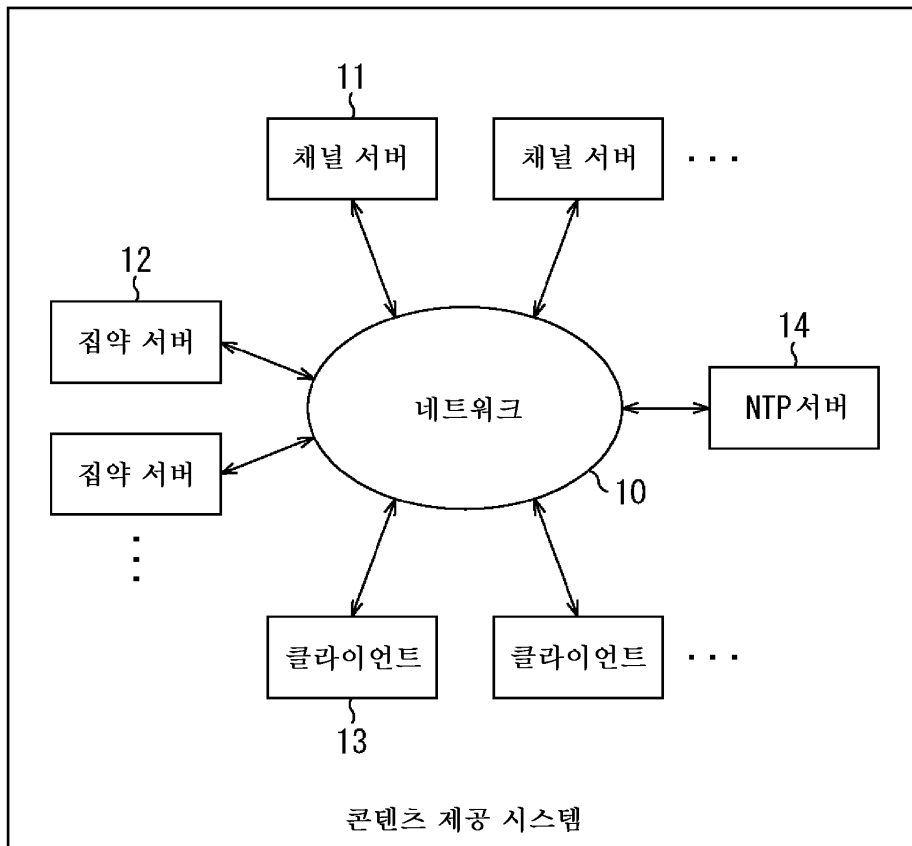 11
채널 서버
채널 서버
...
12
집약 서버
14
네트워크
NTP서버
집약 서버
10
클라이언트
클라이언트
...
13
콘텐츠 제공 시스템